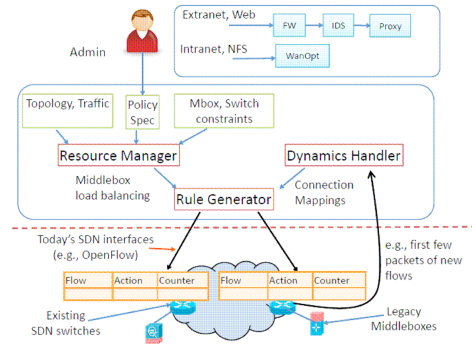 Extranet, Web
FW
IDS
Proxy
Admin
Intranet, NFS
WanOpt
Topology, Traffic
Policy
Spec
Mbox, Switch
constraints
Resource Manager
Dynamics Handler
Middlebox
load balancing
Connection
Mappings
Rule Generator
Today's SDN interfaces
(e.g., OpenFlow)
e.g., first few
packets of new
flows
Flow Action Counter
Flow Action Counter
Existing
SDN switches
Legacy
Middleboxes